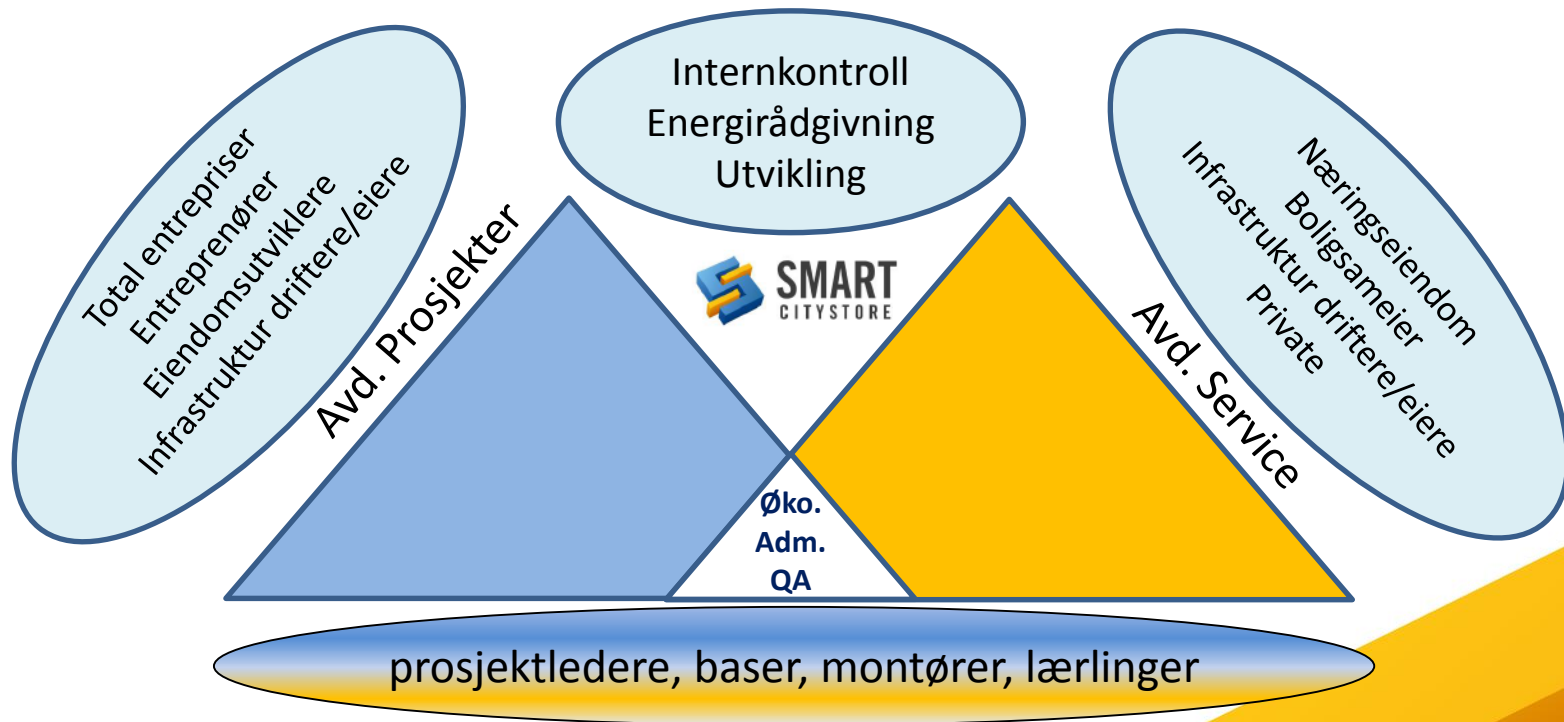 Total entrepriser
Entreprenører
Eiendomsutviklere
Infrastruktur driftere/eiere
Avd. Prosjekter
Internkontroll
Energirådgivning
Utvikling
SMART
CITYSTORE
Næringseiendom
Boligsameier
Infrastruktur driftere/eiere
Private
Avd. Service
Øko.
Adm.
QA
prosjektledere, baser, montører, lærlinger